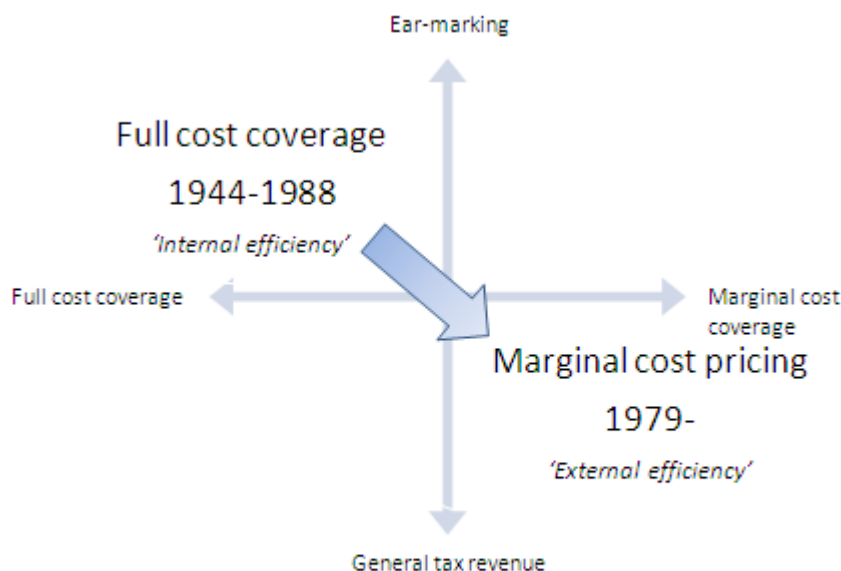 Ear-marking
Full cost coverage
1944-1988
‘Internal efficiency’
Full cost coverage
Marginal cost
coverage
Marginal cost pricing
1979-
‘External efficiency’
General tax revenue